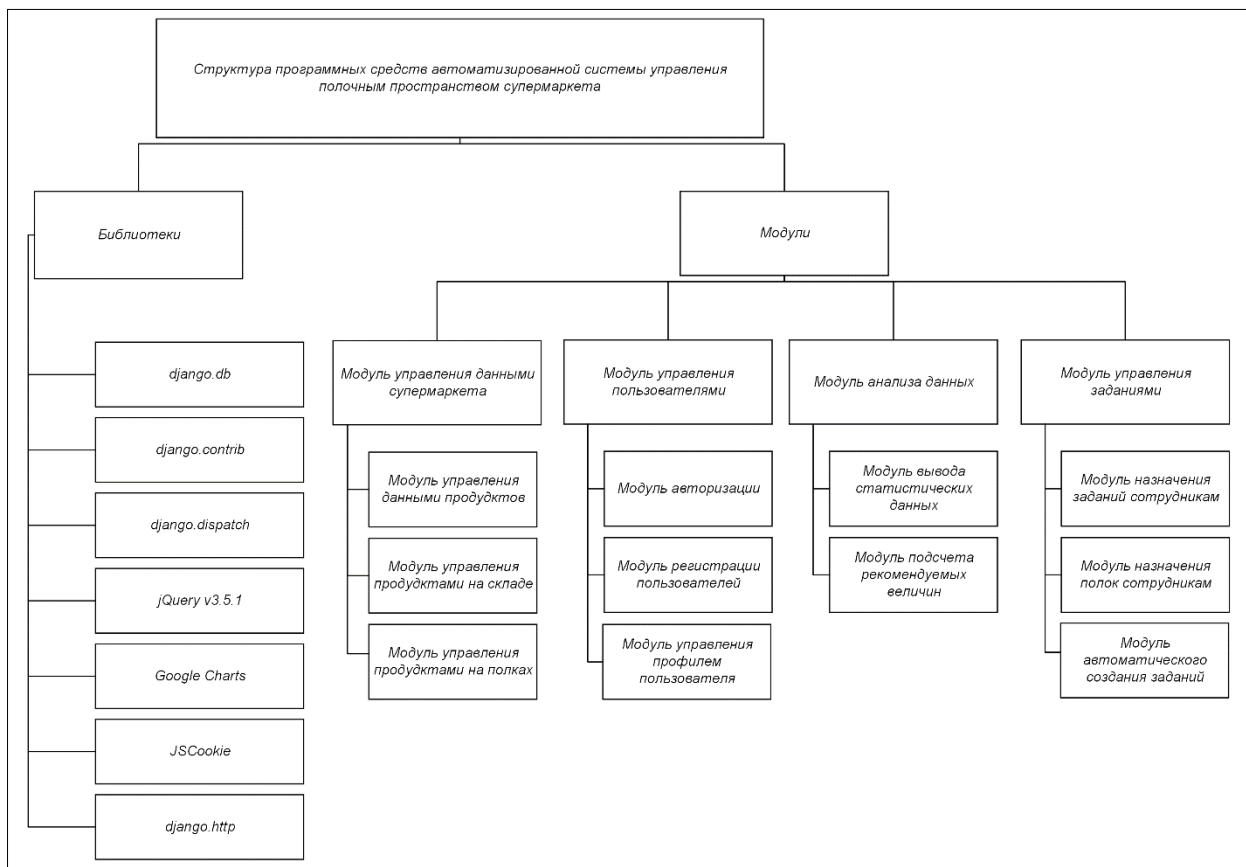 Структура программных средств автоматизированной системы управления
полочным пространством супермаркета
Библиотеки
Модули
django.db
django.contrib
django.dispatch
jQuery v3.5.1
Google Charts
JSCookie
django.http
Модуль управления данными
супермаркета
Модуль управления
данными продудктов
Модуль управления
продудктами на складе
Модуль управления
продудктами на полках
Модуль управления
пользователями
Модуль авторизации
Модуль регистрации
пользователей
Модуль управления
профилем
пользователя
Модуль анализа данных
Модуль вывода
статистических
данных
Модуль подсчета
рекомендуемых
величин
Модуль управления
заданиями
Модуль назначения
заданий сотрудникам
Модуль назначения
полок сотрудникам
Модуль
автоматического
создания заданий